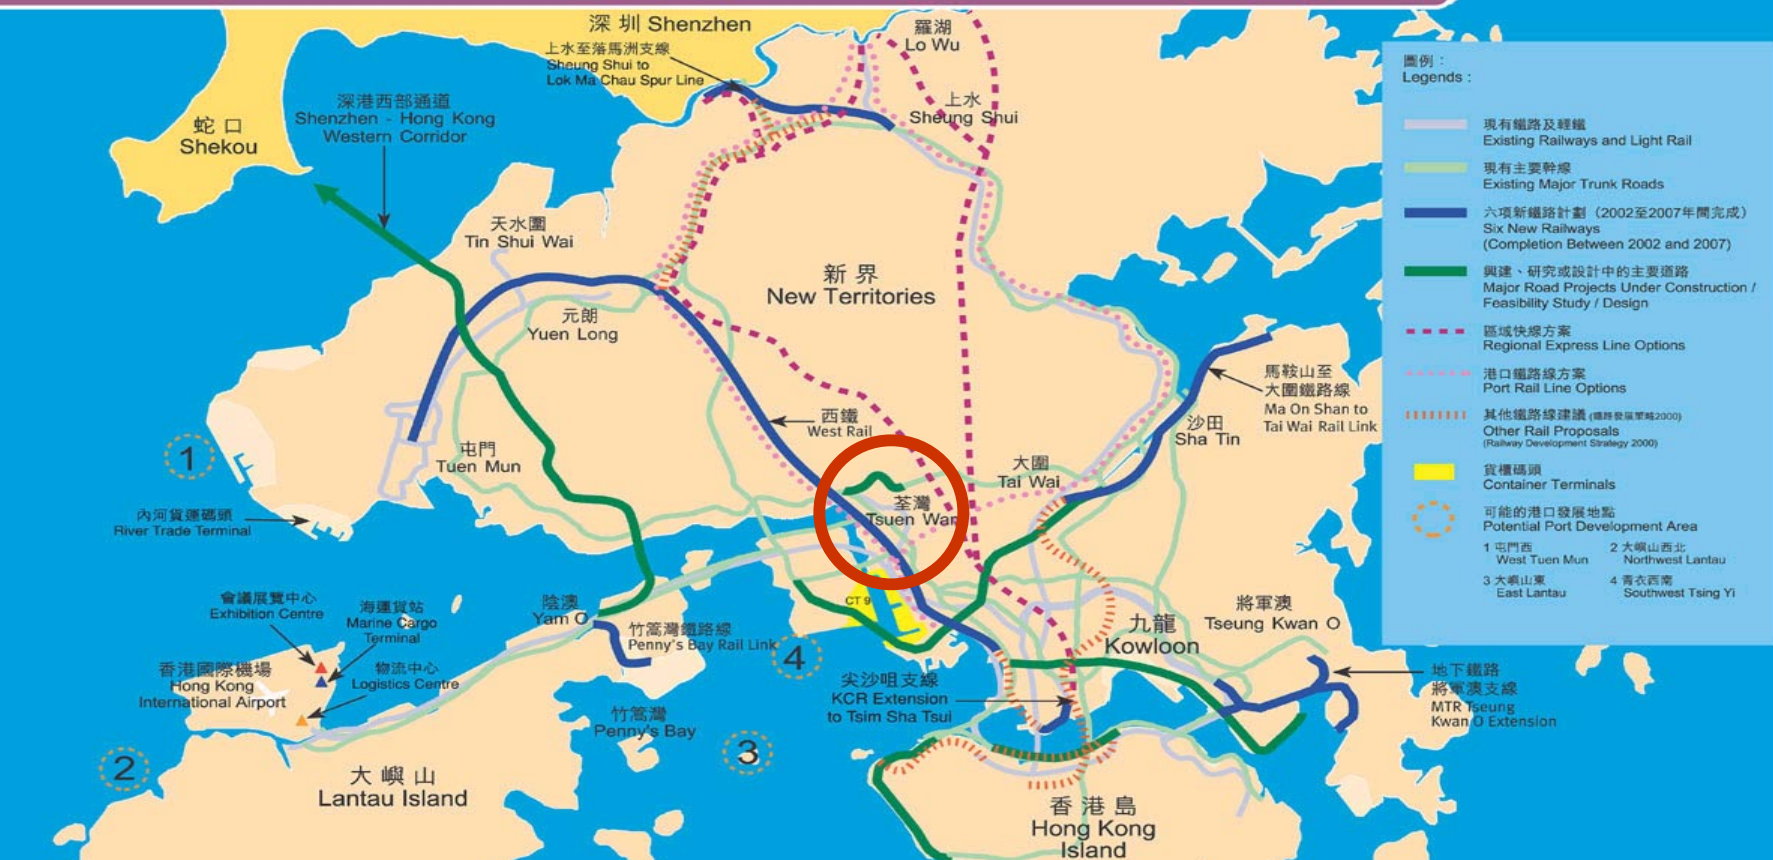 深圳 Shenzhen
上水至落馬洲支線
Sheung Shui to
Lok Ma Chau Spur Line
羅湖
Lo Wu
上水
Sheung Shui
深港西部通道
Shenzhen - Hong Kong
Western Corridor
蛇口
Shekou
天水圍
Tin Shui Wai
新界
New Territories
元朗
Yuen Long
西鐵
West Rail
屯門
Tuen Mun
1
內河貨運碼頭
River Trade Terminal
荃灣
Tsuen Wan
大圍
Tai Wai
沙田
Sha Tin
馬鞍山至
大圍鐵路線
Ma On Shan to
Tai Wai Rail Link
會議展覽中心
Exhibition Centre
海運貨站
Marine Cargo
Terminal
香港國際機場
Hong Kong
International Airport
物流中心
Logistics Centre
陰澳
Yam O
竹篙灣鐵路線
Penny's Bay Rail Link
竹篙灣
Penny's Bay
CT 9
4
3
2
大嶼山
Lantau Island
尖沙咀支線
KCR Extension
to Tsim Sha Tsui
九龍
Kowloon
將軍澳
Tseung Kwan O
地下鐵路
將軍澳支線
MTR Tseung
Kwan O Extension
香港島
Hong Kong
Island
圖例：
Legends :
現有鐵路及輕鐵
Existing Railways and Light Rail
現有主要幹線
Existing Major Trunk Roads
六項新鐵路計劃（2002至2007年間完成）
Six New Railways
(Completion Between 2002 and 2007)
興建、研究或設計中的主要道路
Major Road Projects Under Construction /
Feasibility Study / Design
區域快線方案
Regional Express Line Options
港口鐵路線方案
Port Rail Line Options
其他鐵路線建議 (鐵路發展策略2000)
Other Rail Proposals
(Railway Development Strategy 2000)
貨櫃碼頭
Container Terminals
可能的港口發展地點
Potential Port Development Area
1 屯門西 2 大嶼山西北
West Tuen Mun Northwest Lantau
3 大嶼山東 4 青衣西南
East Lantau Southwest Tsing Yi